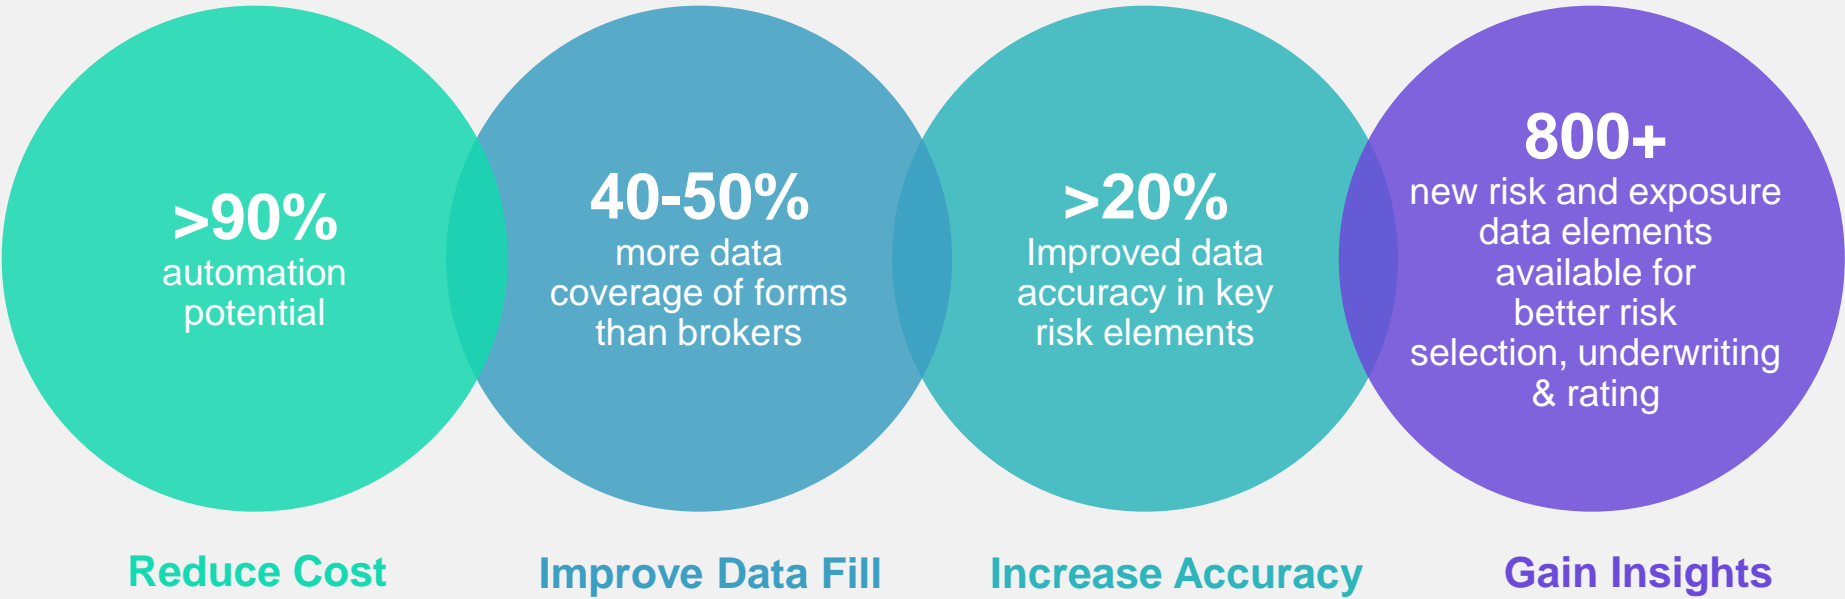 >90%
automation
potential
40-50%
more data
coverage of forms
than brokers
>20%
Improved data
accuracy in key
risk elements
800+
new risk and exposure
data elements
available for
better risk
selection, underwriting
& rating
Reduce Cost
Improve Data Fill
Increase Accuracy
Gain Insights